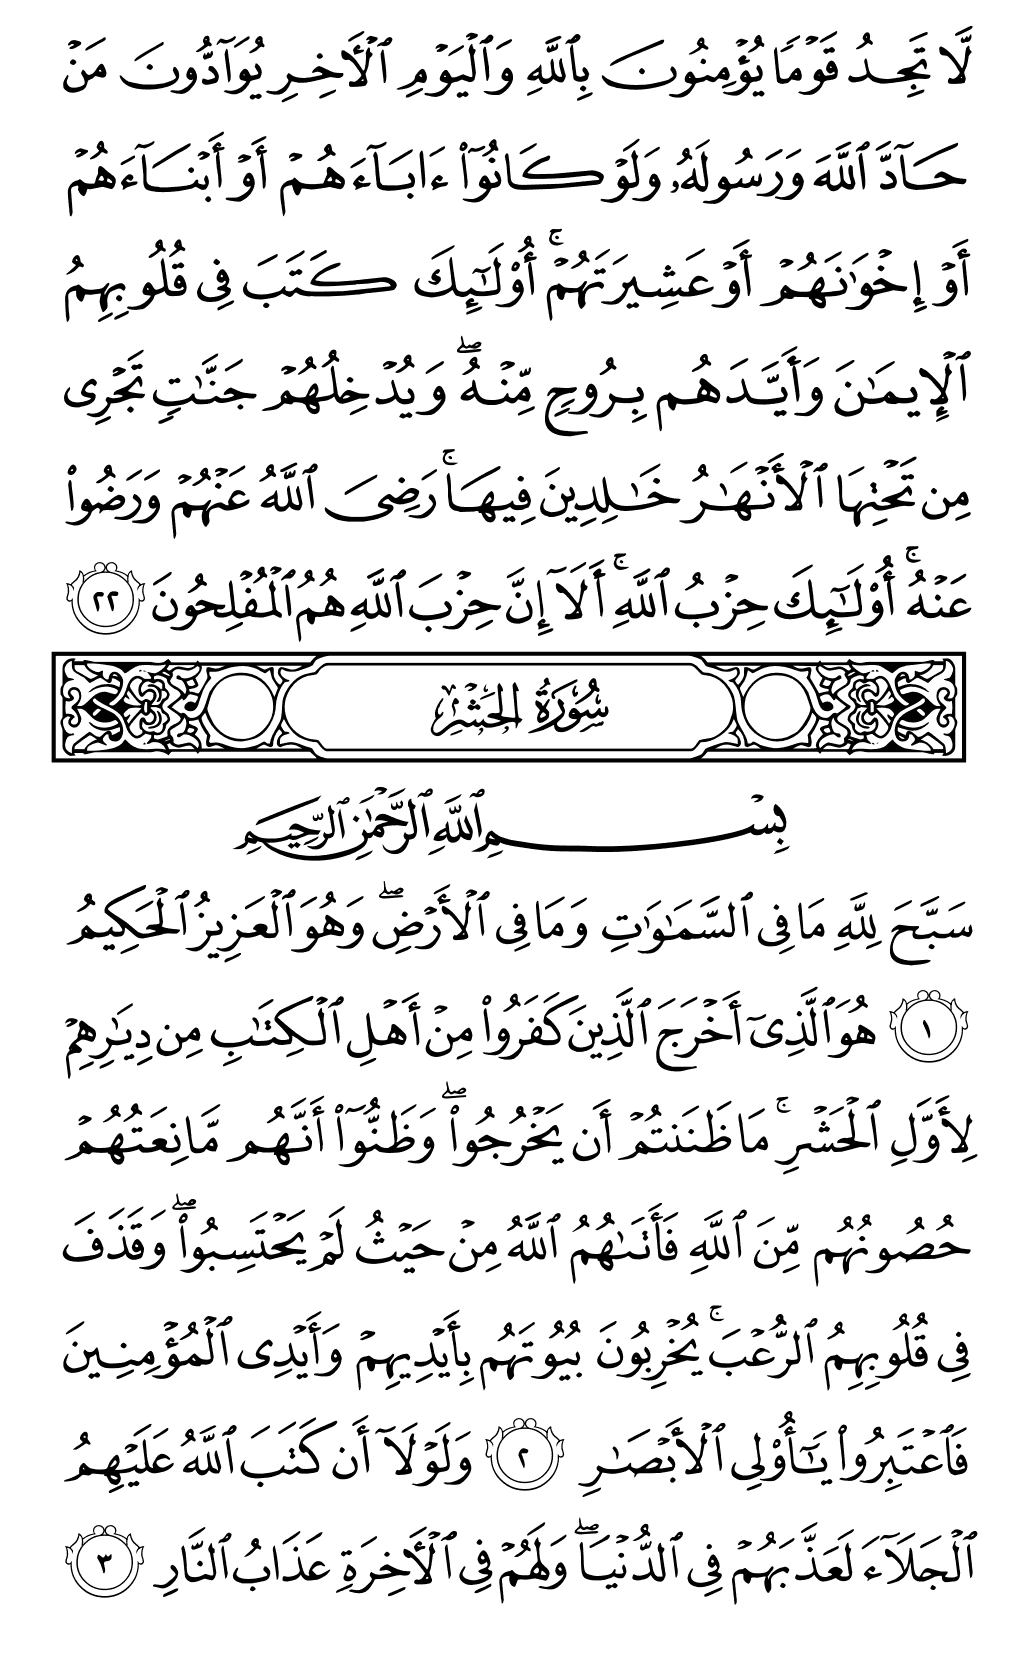 لَّا تَجِدُ قَوْمًا يُؤْمِنُونَ بِٱللَّهِ وَٱلْيَوْمِ ٱلْأَخِرِ يُوَآدُّونَ مَنْ
حَآدَّ ٱللَّهَ وَرَسُولَهُۥ وَلَوْ كَانُوٓا۟ ءَابَآءَهُمْ أَوْ أَبْنَآءَهُمْ
أَوْ إِخْوَٰنَهُمْ أَوْ عَشِيرَتَهُمْ ۚ أُو۟لَٰٓئِكَ كَتَبَ فِى قُلُوبِهِمُ
ٱلْإِيمَٰنَ وَأَيَّدَهُم بِرُوحٍ مِّنْهُ ۖ وَيُدْخِلُهُمْ جَنَّٰتٍ تَجْرِى
مِن تَحْتِهَا ٱلْأَنْهَٰرُ خَٰلِدِينَ فِيهَا ۚ رَضِىَ ٱللَّهُ عَنْهُمْ وَرَضُوا۟
عَنْهُ ۚ أُو۟لَٰٓئِكَ حِزْبُ ٱللَّهِ ۚ أَلَآ إِنَّ حِزْبَ ٱللَّهِ هُمُ ٱلْمُفْلِحُونَ ٢٢
سُورَةُ الْحَشْرِ
بِسْمِ ٱللَّهِ ٱلرَّحْمَٰنِ ٱلرَّحِيمِ
سَبَّحَ لِلَّهِ مَا فِى ٱلسَّمَٰوَٰتِ وَمَا فِى ٱلْأَرْضِ ۖ وَهُوَ ٱلْعَزِيزُ ٱلْحَكِيمُ
١ هُوَ ٱلَّذِىٓ أَخْرَجَ ٱلَّذِينَ كَفَرُوا۟ مِنْ أَهْلِ ٱلْكِتَٰبِ مِن دِيَٰرِهِمْ
لِأَوَّلِ ٱلْحَشْرِ ۚ مَا ظَنَنتُمْ أَن يَخْرُجُوا۟ ۖ وَظَنُّوٓا۟ أَنَّهُم مَّانِعَتُهُمْ
حُصُونُهُم مِّنَ ٱللَّهِ فَأَتَىٰهُمُ ٱللَّهُ مِنْ حَيْثُ لَمْ يَحْتَسِبُوا۟ ۖ وَقَذَفَ
فِى قُلُوبِهِمُ ٱلرُّعْبَ ۚ يُخْرِبُونَ بُيُوتَهُم بِأَيْدِيهِمْ وَأَيْدِى ٱلْمُؤْمِنِينَ
فَٱعْتَبِرُوا۟ يَٰٓأُو۟لِى ٱلْأَبْصَٰرِ ٢ وَلَوْلَآ أَن كَتَبَ ٱللَّهُ عَلَيْهِمُ
ٱلْجَلَآءَ لَعَذَّبَهُمْ فِى ٱلدُّنْيَا ۖ وَلَهُمْ فِى ٱلْأَخِرَةِ عَذَابُ ٱلنَّارِ ٣